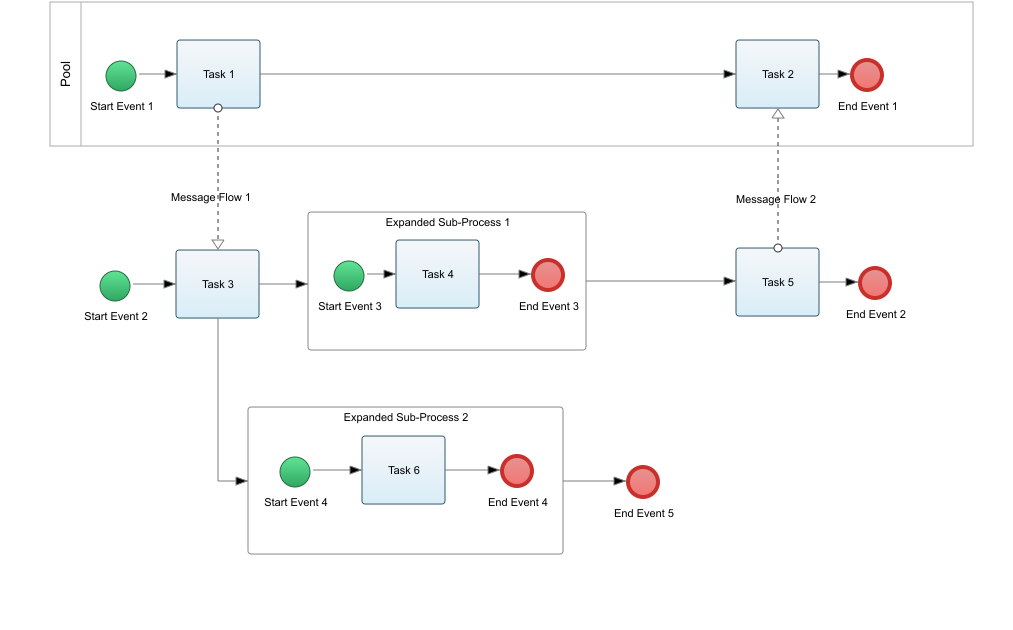 Pool
Task 1
Task 2
Start Event 1
End Event 1
Message Flow 1
Message Flow 2
Expanded Sub-Process 1
Task 3
Task 4
Task 5
Start Event 2
Start Event 3
End Event 3
End Event 2
Expanded Sub-Process 2
Task 6
Start Event 4
End Event 4
End Event 5